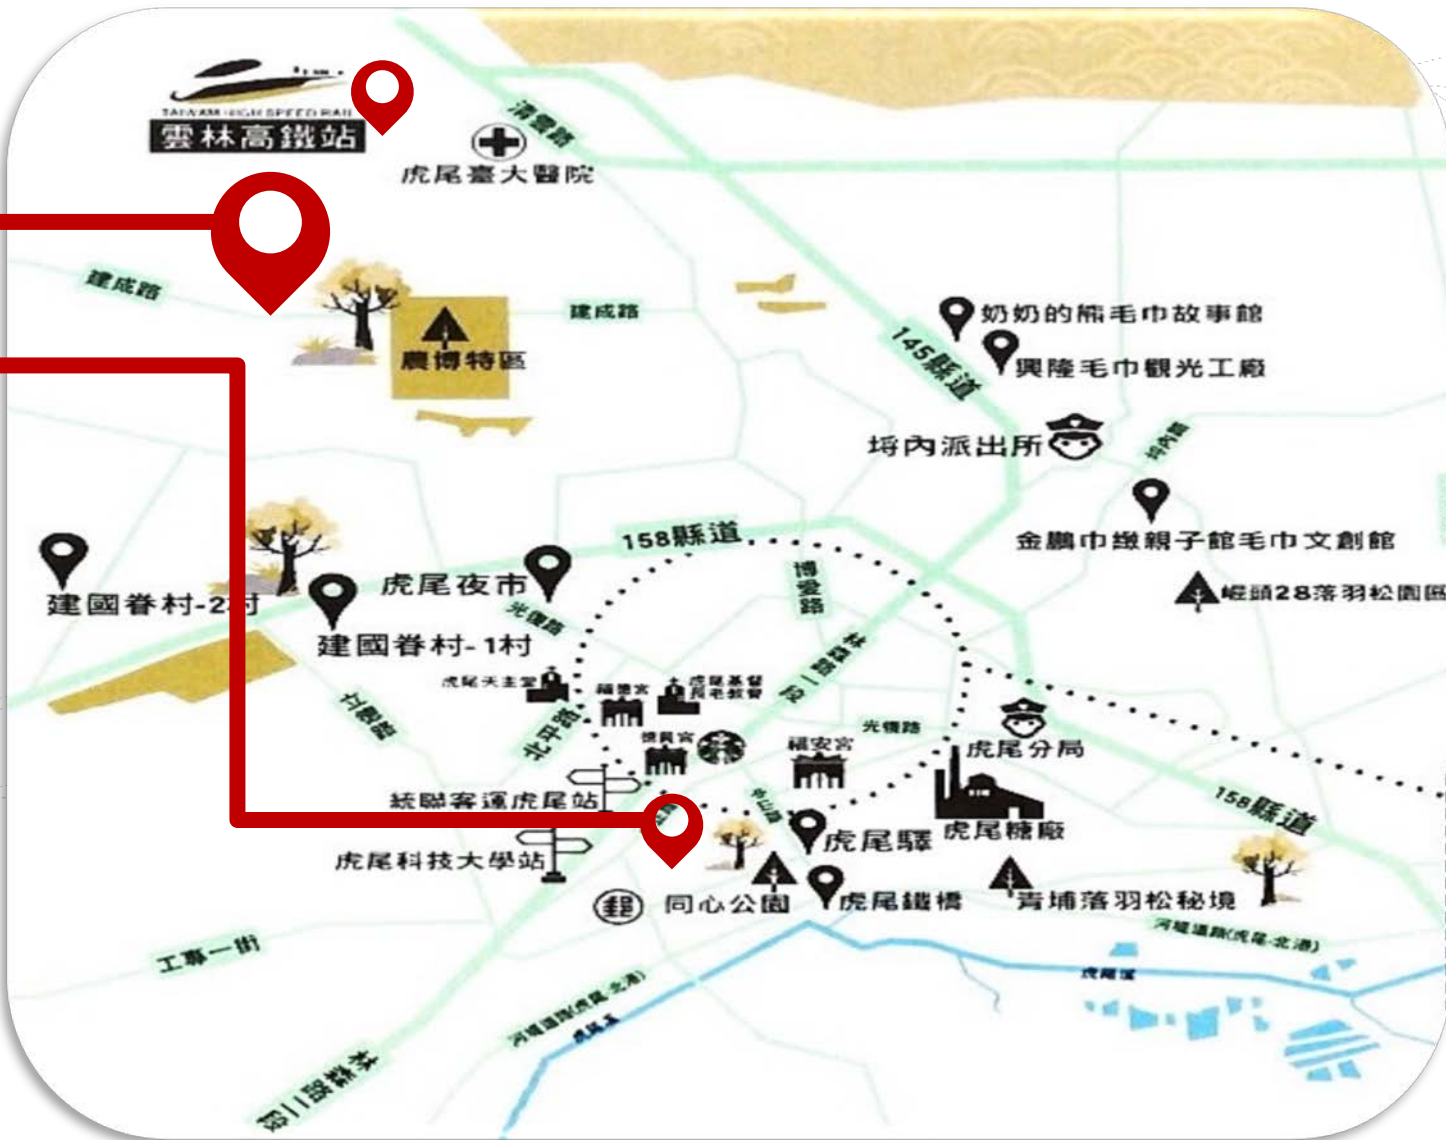 TAIWAN HIGH SPEED RAIL
雲林高鐵站
清雲路
虎尾臺大醫院
建成路
建成路
農博特區
145縣道
奶奶的熊毛巾故事館
興隆毛巾觀光工廠
埒內派出所
埒內路
金鵬巾緻親子館毛巾文創館
158縣道
虎尾夜市
博愛路
崛頭28落羽松園區
建國眷村-2村
建國眷村-1村
光復路
林森路一段
虎尾天主堂
福德宮
虎尾基督長老教會
北平路
德興宮
福安宮
光復路
虎尾分局
統聯客運虎尾站
中山路
虎尾驛
虎尾糖廠
158縣道
虎尾科技大學站
同心公園
虎尾鐵橋
青埔落羽松秘境
工專一街
河堤道路(虎尾-北港)
虎尾溪
河堤道路(虎尾-北港)
虎尾溪
林森路二段